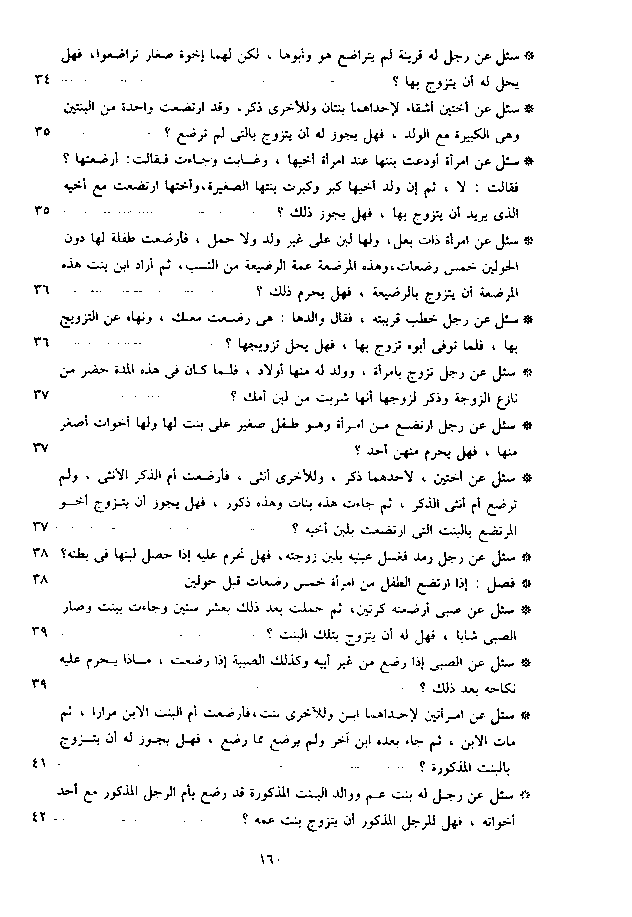 * سئل عن رجل له قرينة لم يتراضع هو وأبوها ، لكن لهما إخوة صغار تراضعوا، فهل
يحل له أن يتزوج بها ؟ ٣٤
* سئل عن أختين أشقاء لإحداهما بنتان وللأخرى ذكر، وقد ارتضعت واحدة من البنتين
وهى الكبيرة مع الولد ، فهل يجوز له أن يتزوج بالتى لم ترضع ؟ ٣٥
* سئل عن امرأة أودعت بنتها عند امرأة أخيها ، وغابت وجاءت فقالت: أرضعتها ؟
فقالت : لا ، ثم إن ولد أخيها كبر وكبرت بنتها الصغيرة،وأختها ارتضعت مع أخيه
الذى يريد أن يتزوج بها ، فهل يجوز ذلك ؟ ٣٥
* سئل عن امرأة ذات بعل، ولها لبن على غير ولد ولا حمل ، فأرضعت طفلة لها دون
الحولين خمس رضعات،وهذه المرضعة عمة الرضيعة من النسب، ثم أراد ابن بنت هذه
المرضعة أن يتزوج بالرضيعة ، فهل يحرم ذلك ؟ ٣٦
* سئل عن رجل خطب قريبته ، فقال والدها : هى رضعت معك ، ونهاه عن التزويج
بها ، فلما توفى أبوه تزوج بها ، فهل يحل تزويجها ؟ ٣٦
* سئل عن رجل تزوج بامرأة ، وولد له منها أولاد ، فلما كان فى هذه المدة حضر من
نازع الزوجة وذكر لزوجها أنها شربت من لبن أمك ؟ ٣٧
* سئل عن رجل ارتضع من امرأة وهو طفل صغير على بنت لها ولها أخوات أصغر
منها ، فهل يحرم منهن أحد ؟ ٣٧
* سئل عن أختين ، لاحدهما ذكر ، وللأخرى أنثى ، فأرضعت أم الذكر الأنثى ، ولم
ترضع أم أنثى الذكر ، ثم جاءت هذه بنات وهذه ذكور ، فهل يجوز أن يتزوج أخو
المرتضع بالبنت التى ارتضعت بلبن أخيه ؟ ٣٧
* سئل عن رجل رمد فغسل عينيه بلبن زوجته، فهل تحرم عليه إذا حصل لبنها فى بطنه؟ ٣٨
* فصل : إذا ارتضع الطفل من امرأة خمس رضعات قبل حولين ٣٨
* سئل عن صبى أرضعته كرتين، ثم حملت بعد ذلك بعشر سنين وجاءت ببنت وصار
الصبى شابا ، فهل له أن يتزوج بتلك البنت ؟ ٣٩
* سئل عن الصبى إذا رضع من غير أبيه وكذلك الصبية إذا رضعت ، ماذا يحرم عليه
نكاحه بعد ذلك ؟ ٣٩
* سئل عن امرأتين لإحداهما ابن وللأخرى بنت،فأرضعت أم البنت الابن مرارا ، ثم
مات الابن ، ثم جاء بعده ابن آخر ولم يرضع مما رضع ، فهل يجوز له أن يتزوج
بالبنت المذكورة ؟ ٤١
* سئل عن رجل له بنت عم ووالد البنت المذكورة قد رضع بأم الرجل المذكور مع أحد
أخواته ، فهل للرجل المذكور أن يتزوج بنت عمه ؟ ٤٢
١٦٠